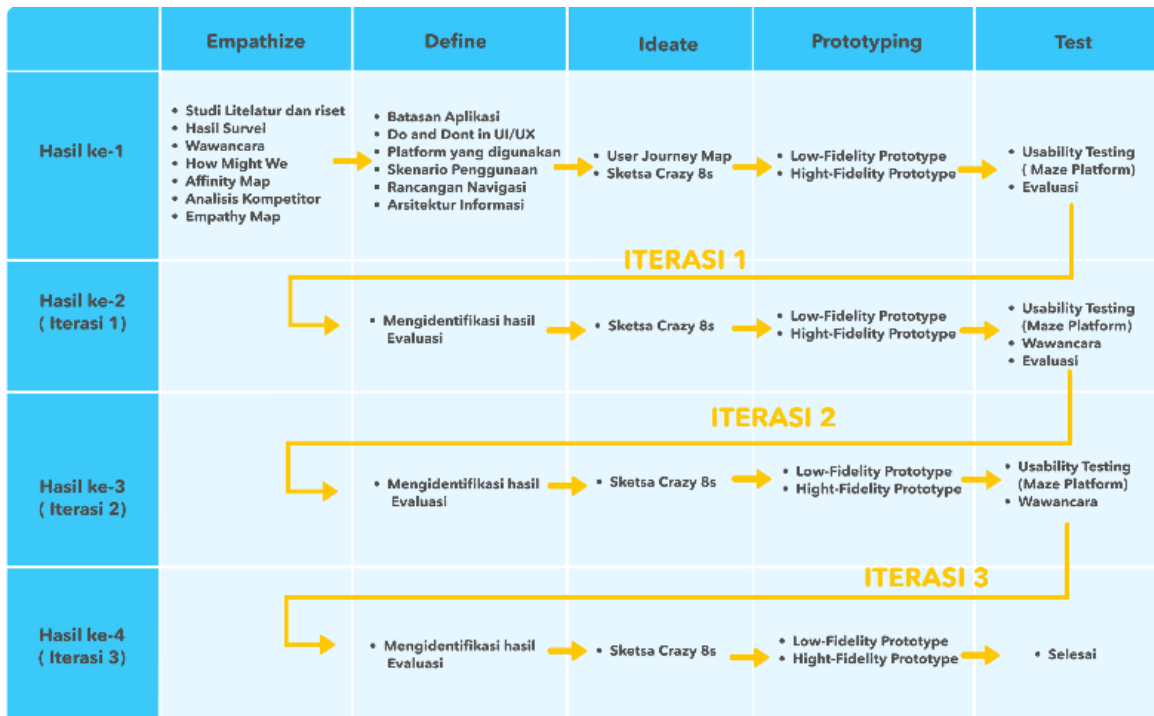 Empathize
Define
Ideate
Prototyping
Test
Hasil ke-1
• Studi Litelatur dan riset
• Hasil Survei
• Wawancara
• How Might We
• Affinity Map
• Analisis Kompetitor
• Empathy Map
• Batasan Aplikasi
• Do and Dont in UI/UX
• Platform yang digunakan
• Skenario Penggunaan
• Rancangan Navigasi
• Arsitektur Informasi
• User Journey Map
• Sketsa Crazy 8s
• Low-Fidelity Prototype
• Hight-Fidelity Prototype
• Usability Testing
( Maze Platform)
• Evaluasi
ITERASI 1
Hasil ke-2
( Iterasi 1)
• Mengidentifikasi hasil
Evaluasi
• Sketsa Crazy 8s
• Low-Fidelity Prototype
• Hight-Fidelity Prototype
• Usability Testing
(Maze Platform)
• Wawancara
• Evaluasi
ITERASI 2
Hasil ke-3
( Iterasi 2)
• Mengidentifikasi hasil
Evaluasi
• Sketsa Crazy 8s
• Low-Fidelity Prototype
• Hight-Fidelity Prototype
• Usability Testing
(Maze Platform)
• Wawancara
ITERASI 3
Hasil ke-4
( Iterasi 3)
• Mengidentifikasi hasil
Evaluasi
• Sketsa Crazy 8s
• Low-Fidelity Prototype
• Hight-Fidelity Prototype
• Selesai